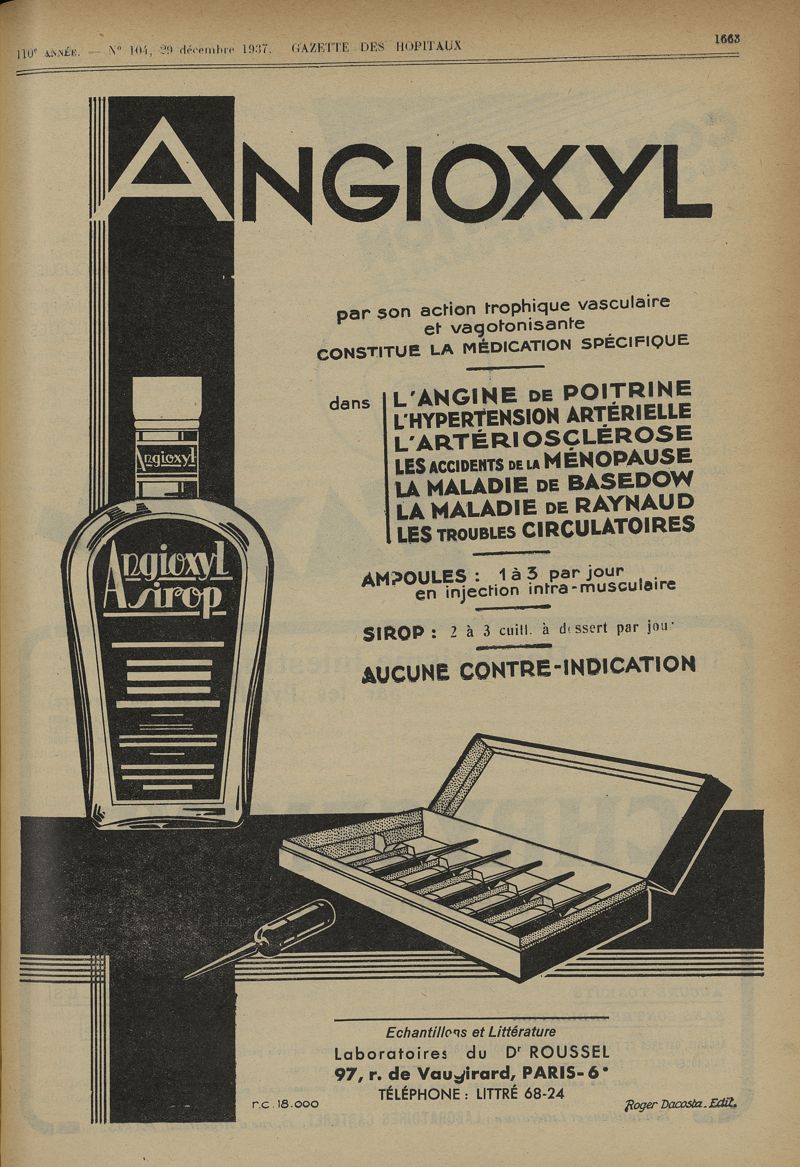 110e ANNÉE. — No 104, 29 décembre 1937. GAZETTE DES HOPITAUX 1663
ANGIOXYL
par son action trophique vasculaire
et vagotonisante
CONSTITUE LA MÉDICATION SPÉCIFIQUE
dans
L'ANGINE DE POITRINE
L'HYPERTENSION ARTÉRIELLE
L'ARTÉRIOSCLÉROSE
LES ACCIDENTS DE LA MÉNOPAUSE
LA MALADIE DE BASEDOW
LA MALADIE DE RAYNAUD
LES TROUBLES CIRCULATOIRES
Angioxyl
Angioxyl
sirop
AMPOULES : 1 à 3 par jour
en injection intra-musculaire
SIROP : 2 à 3 cuill. à dessert par jour
AUCUNE CONTRE-INDICATION
Echantillons et Littérature
Laboratoires du Dr ROUSSEL
97, r. de Vaugirard, PARIS-6e
TÉLÉPHONE : LITTRÉ 68-24
r.c. 18.000
Roger Dacosta. Edit.